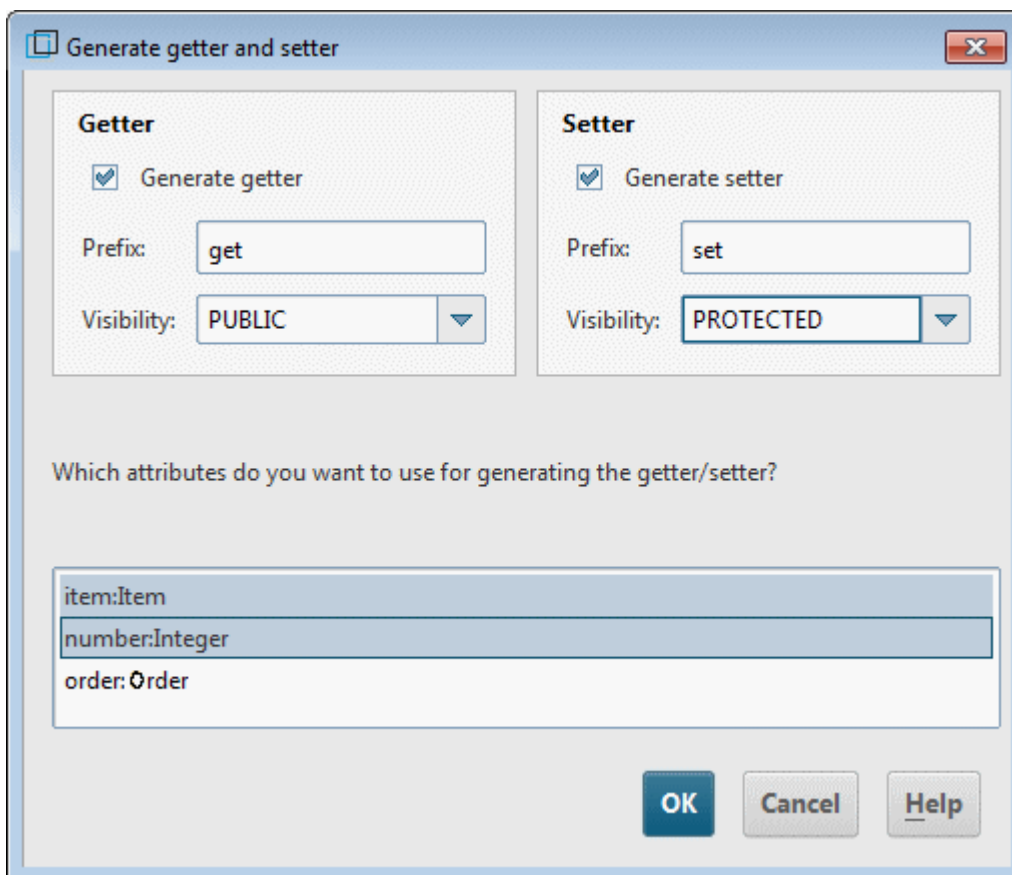 Generate getter and setter
Getter
Generate getter
Prefix: get
Visibility: PUBLIC
Setter
Generate setter
Prefix: set
Visibility: PROTECTED
Which attributes do you want to use for generating the getter/setter?
item:Item
number:Integer
order: Order
OK Cancel Help